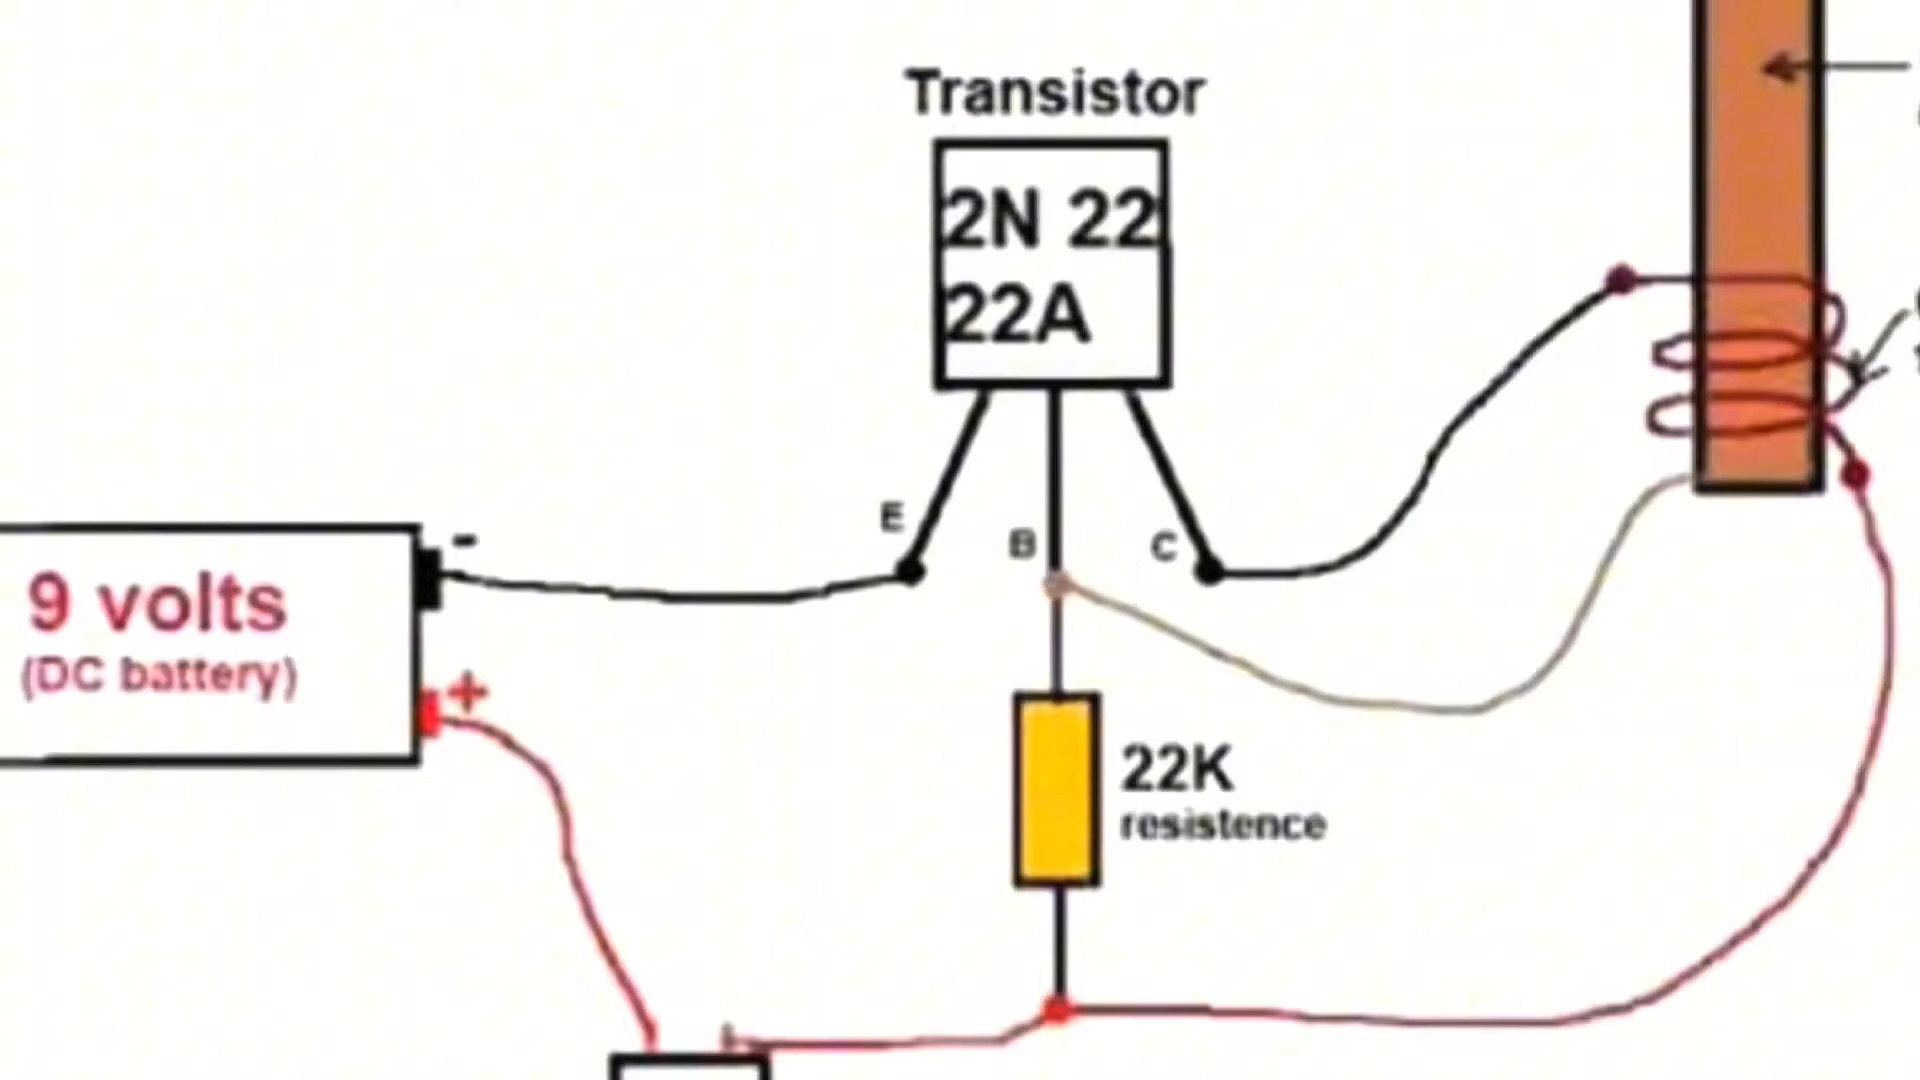 Transistor
2N 22
22A
E
B
C
-
9 volts
(DC battery)
+
22K
resistence